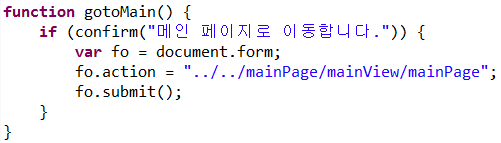 function gotoMain() {
if (confirm("메인 페이지로 이동합니다.")) {
var fo = document.form;
fo.action = "../../mainPage/mainView/mainPage";
fo.submit();
}
}